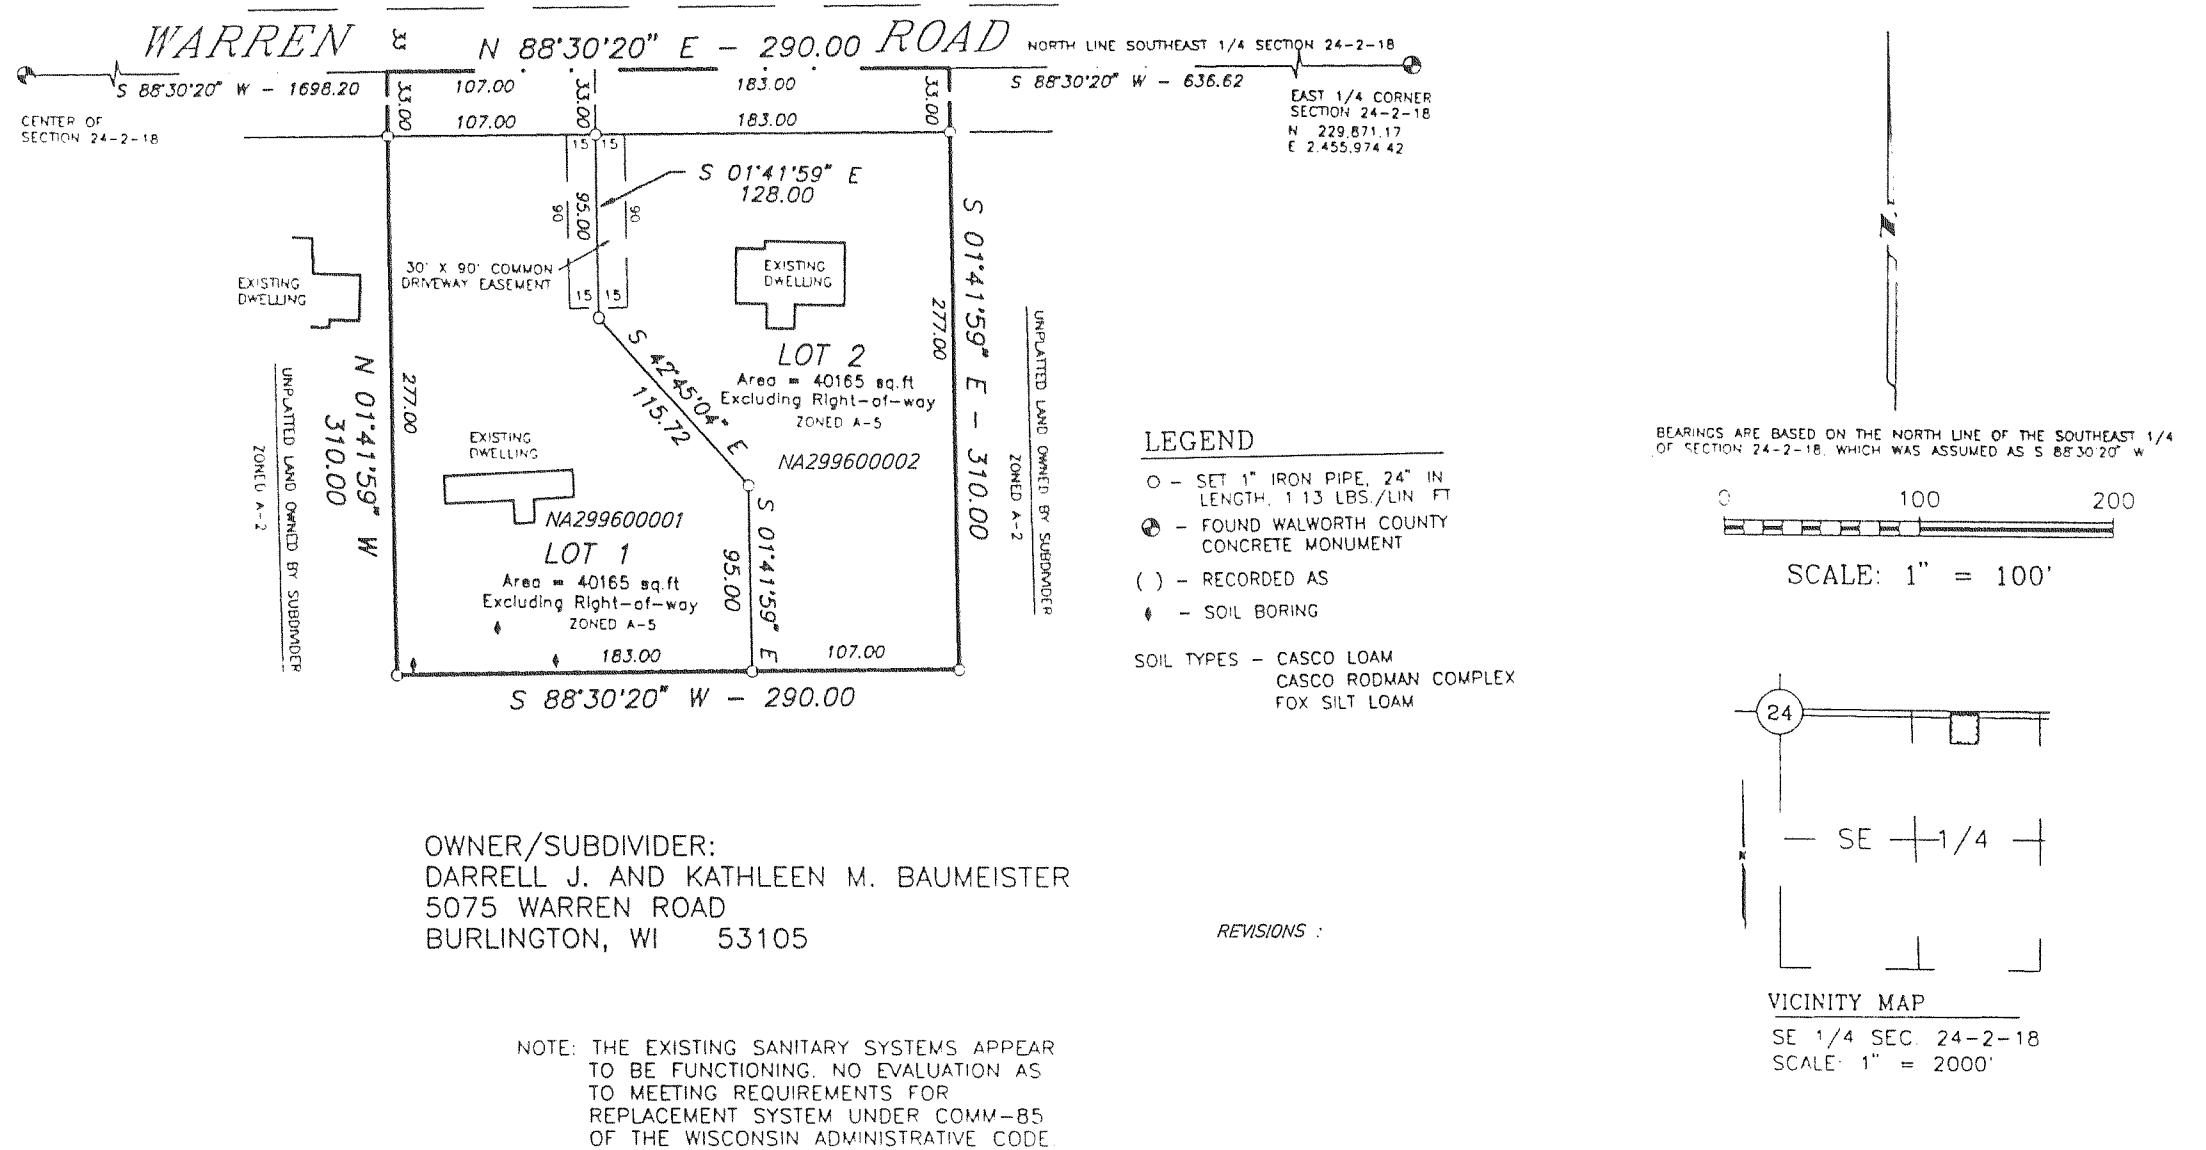 WARREN
33
N 88°30'20" E - 290.00
ROAD
NORTH LINE SOUTHEAST 1/4 SECTION 24-2-18
S 88°30'20" W - 1698.20
107.00
183.00
S 88°30'20" W - 636.62
33.00
33.00
33.00
CENTER OF
SECTION 24-2-18
107.00
183.00
EAST 1/4 CORNER
SECTION 24-2-18
N 229,871.17
E 2,455,974.42
15 15
S 01°41'59" E
128.00
90
95.00
90
30' X 90' COMMON
DRIVEWAY EASEMENT
15 15
EXISTING
DWELLING
EXISTING
DWELLING
277.00
S 01°41'59" E - 310.00
UNPLATTED LAND OWNED BY SUBDIVIDER
ZONED A-2
S 42°45'04" E
115.72
LOT 2
Area = 40165 sq.ft
Excluding Right-of-way
ZONED A-5
NA299600002
UNPLATTED LAND OWNED BY SUBDIVIDER
ZONED A-2
N 01°41'59" W
310.00
277.00
EXISTING
DWELLING
NA299600001
LOT 1
Area = 40165 sq.ft
Excluding Right-of-way
ZONED A-5
S 01°41'59" E
95.00
183.00
107.00
S 88°30'20" W - 290.00
LEGEND
O - SET 1" IRON PIPE, 24" IN
LENGTH, 1.13 LBS./LIN FT
- FOUND WALWORTH COUNTY
CONCRETE MONUMENT
( ) - RECORDED AS
- SOIL BORING
SOIL TYPES - CASCO LOAM
CASCO RODMAN COMPLEX
FOX SILT LOAM
N
BEARINGS ARE BASED ON THE NORTH LINE OF THE SOUTHEAST 1/4
OF SECTION 24-2-18, WHICH WAS ASSUMED AS S 88°30'20" W
0 100 200
SCALE: 1" = 100'
24
SE 1/4
N
VICINITY MAP
SE 1/4 SEC. 24-2-18
SCALE: 1" = 2000'
OWNER/SUBDIVIDER:
DARRELL J. AND KATHLEEN M. BAUMEISTER
5075 WARREN ROAD
BURLINGTON, WI 53105
REVISIONS :
NOTE: THE EXISTING SANITARY SYSTEMS APPEAR
TO BE FUNCTIONING. NO EVALUATION AS
TO MEETING REQUIREMENTS FOR
REPLACEMENT SYSTEM UNDER COMM-85
OF THE WISCONSIN ADMINISTRATIVE CODE.